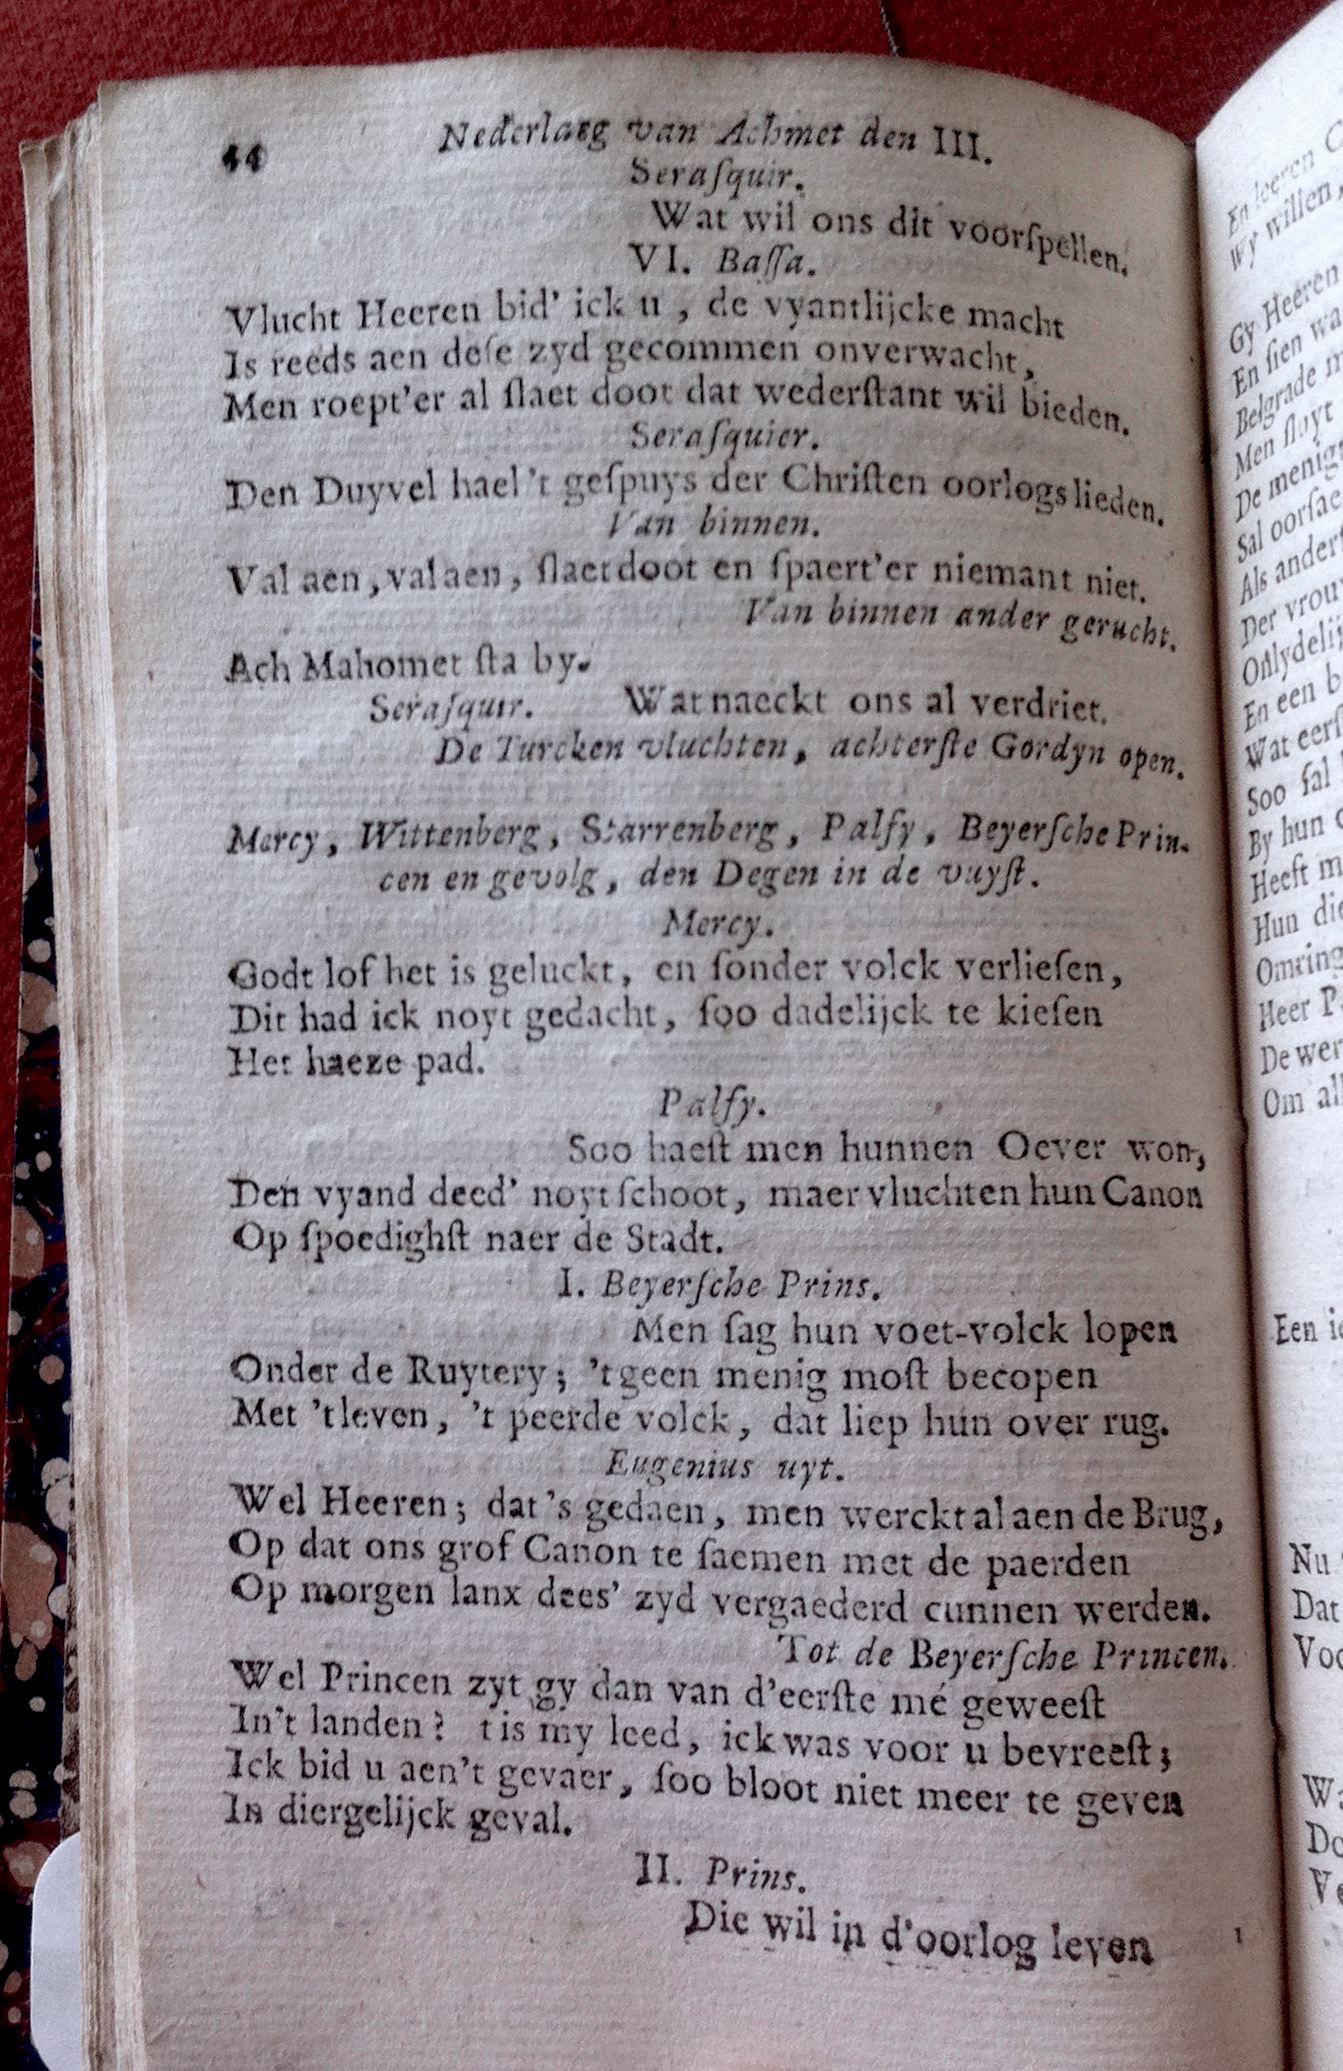 44 Nederlaeg van Achmet den III.
Seraſquir.
Wat wil ons dit voorſpellen.
VI. Baſſa.
Vlucht Heeren bid' ick u, de vyantlijcke macht
Is reeds aen deſe zyd gecommen onverwacht,
Men roept'er al ſlaet doot dat wederſtant wil bieden.
Seraſquier.
Den Duyvel hael 't geſpuys der Chriſten oorlogs lieden.
Van binnen.
Val aen, val aen, ſlaet doot en ſpaert'er niemant niet.
Van binnen ander gerucht.
Ach Mahomet ſta by.
Seraſquir. Wat naeckt ons al verdriet.
De Turcken vluchten, achterſte Gordyn open.
Mercy, Wittenberg, Starrenberg, Palfy, Beyerſche Prin-
cen en gevolg, den Degen in de vuyſt.
Mercy.
Godt lof het is geluckt, en ſonder volck verlieſen,
Dit had ick noyt gedacht, ſoo dadelijck te kieſen
Het haeze pad.
Palfy.
Soo haeſt men hunnen Oever won,
Den vyand deed' noyt ſchoot, maer vluchten hun Canon
Op ſpoedighſt naer de Stadt.
I. Beyerſche Prins.
Men ſag hun voet-volck lopen
Onder de Ruytery; 't geen menig moſt becopen
Met 't leven, 't peerde volck, dat liep hun over rug.
Eugenius uyt.
Wel Heeren; dat 's gedaen, men werckt al aen de Brug,
Op dat ons grof Canon te ſaemen met de paerden
Op morgen lanx dees' zyd vergaederd cunnen werden.
Tot de Beyerſche Princen.
Wel Princen zyt gy dan van d'eerſte mé geweeſt
In't landen? t is my leed, ick was voor u bevreeſt;
Ick bid u aen't gevaer, ſoo bloot niet meer te geven
In diergelijck geval.
II. Prins.
Die wil in d'oorlog leven